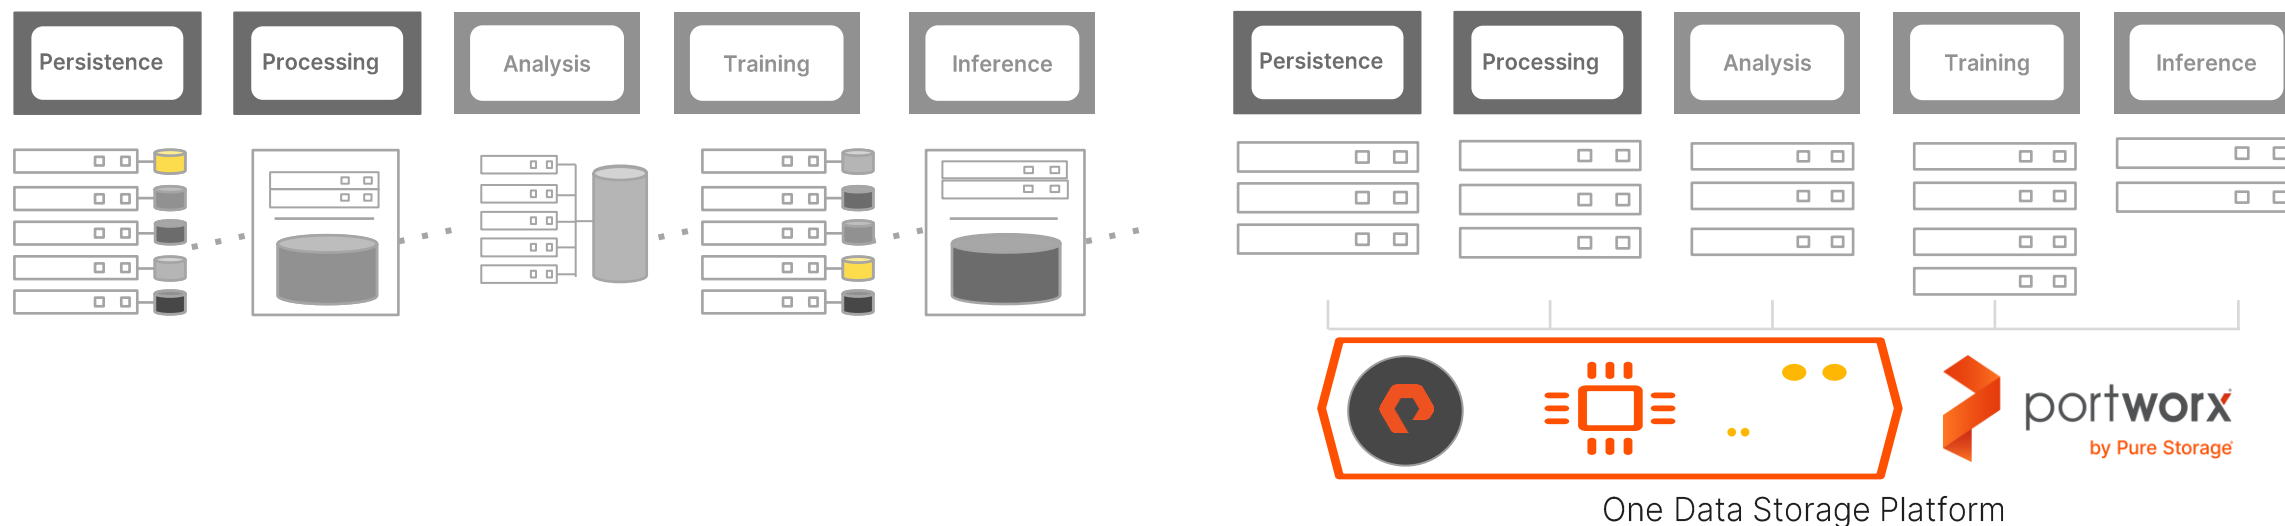 Persistence
Processing
Analysis
Training
Inference
Persistence
Processing
Analysis
Training
Inference
portworx
by Pure Storage
One Data Storage Platform